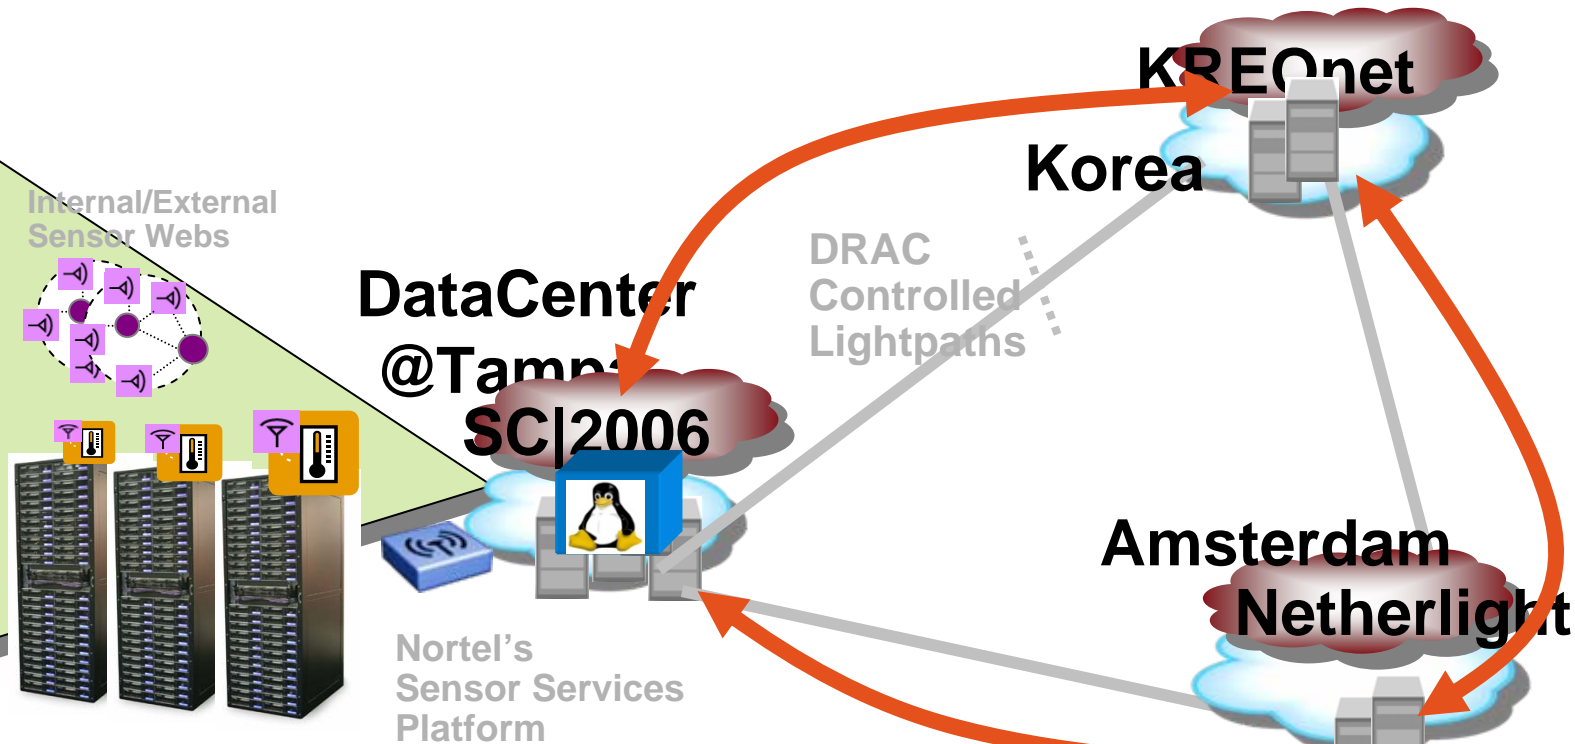 KREOnet
Korea
Internal/External
Sensor Webs
DRAC
Controlled
Lightpaths
DataCenter
@Tampa
SC|2006
Amsterdam
Netherlight
Nortel's
Sensor Services
Platform